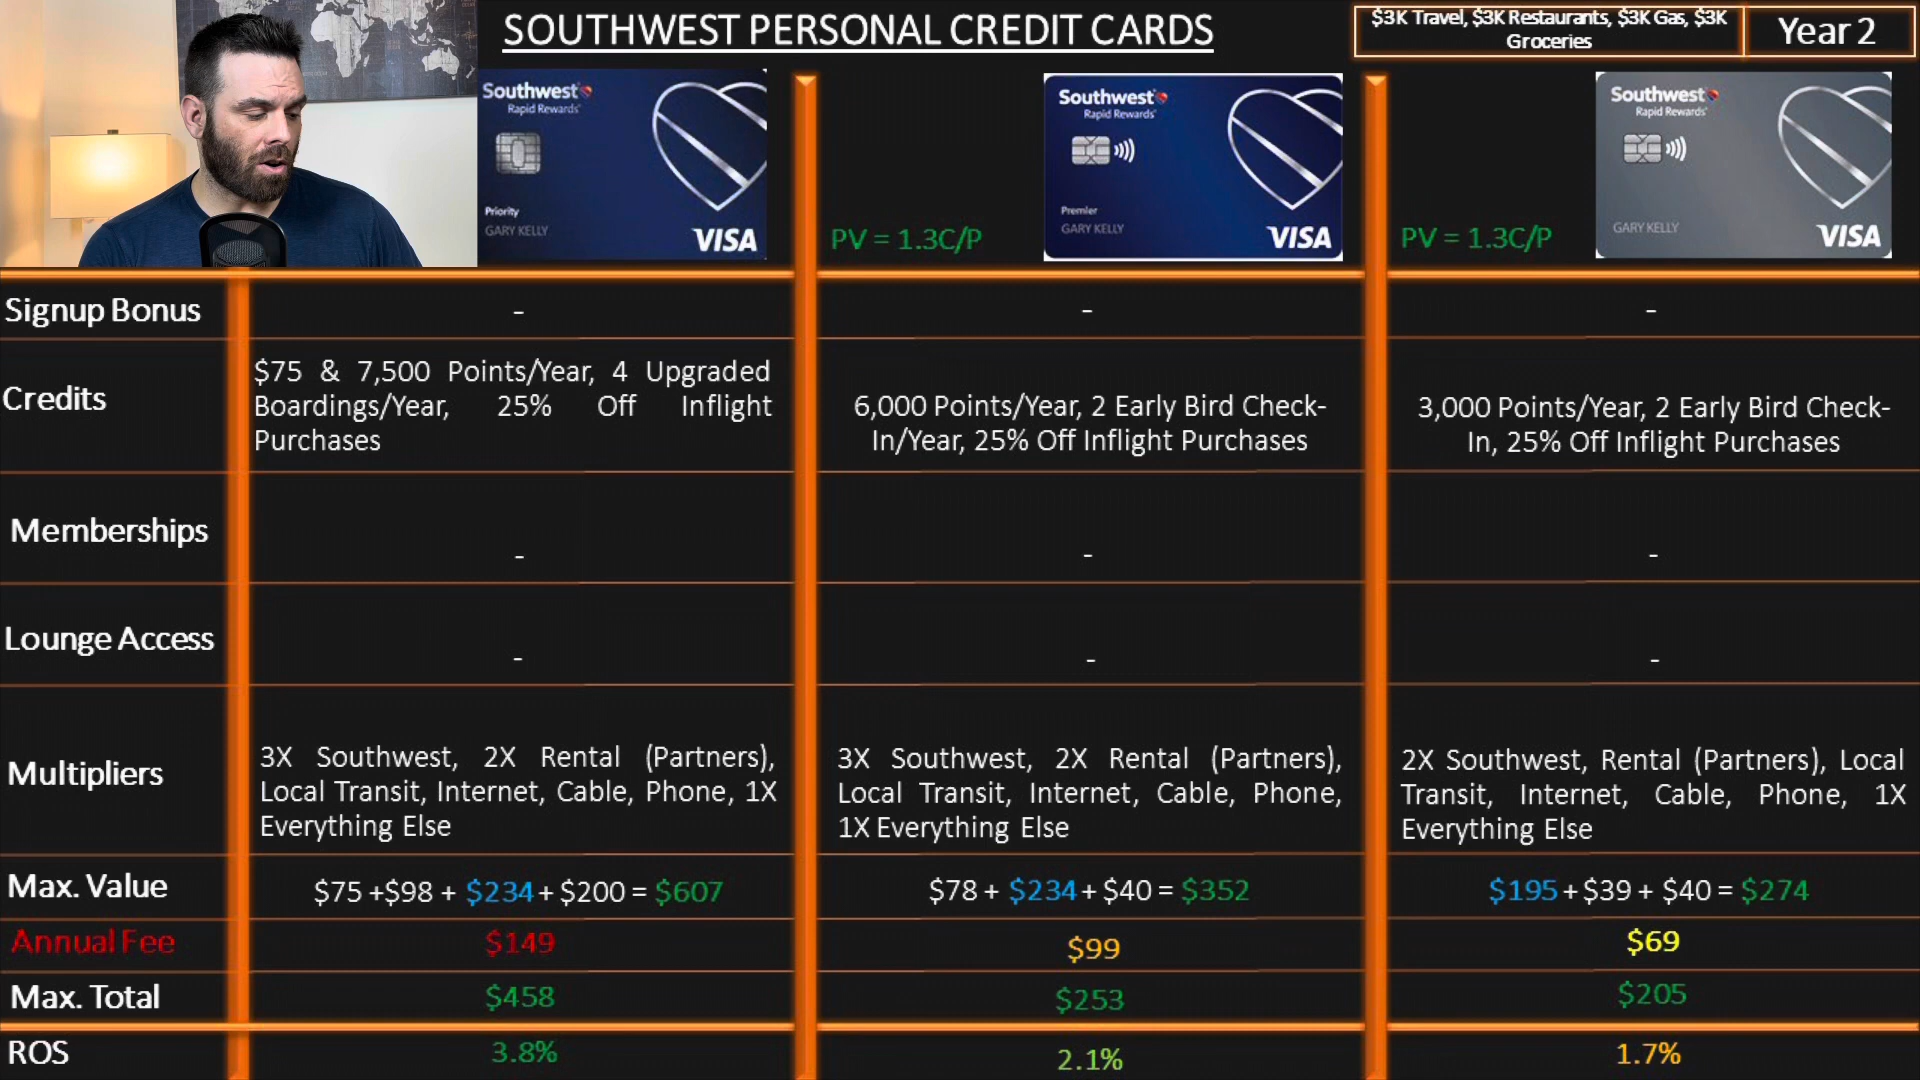 SOUTHWEST PERSONAL CREDIT CARDS
$3K Travel, $3K Restaurants, $3K Gas, $3K
Groceries
Year 2
Southwest
Rapid Rewards
Priority
GARY KELLY
VISA
PV = 1.3C/P
Southwest
Rapid Rewards
Premier
GARY KELLY
VISA
PV = 1.3C/P
Southwest
Rapid Rewards
GARY KELLY
VISA
Signup Bonus
-
-
-
Credits
$75 & 7,500 Points/Year, 4 Upgraded
Boardings/Year, 25% Off Inflight
Purchases
6,000 Points/Year, 2 Early Bird Check-
In/Year, 25% Off Inflight Purchases
3,000 Points/Year, 2 Early Bird Check-
In, 25% Off Inflight Purchases
Memberships
-
-
-
Lounge Access
-
-
-
Multipliers
3X Southwest, 2X Rental (Partners),
Local Transit, Internet, Cable, Phone, 1X
Everything Else
3X Southwest, 2X Rental (Partners),
Local Transit, Internet, Cable, Phone,
1X Everything Else
2X Southwest, Rental (Partners), Local
Transit, Internet, Cable, Phone, 1X
Everything Else
Max. Value
$75 +$98 + $234 + $200 = $607
$78 + $234 + $40 = $352
$195 + $39 + $40 = $274
Annual Fee
$149
$99
$69
Max. Total
$458
$253
$205
ROS
3.8%
2.1%
1.7%